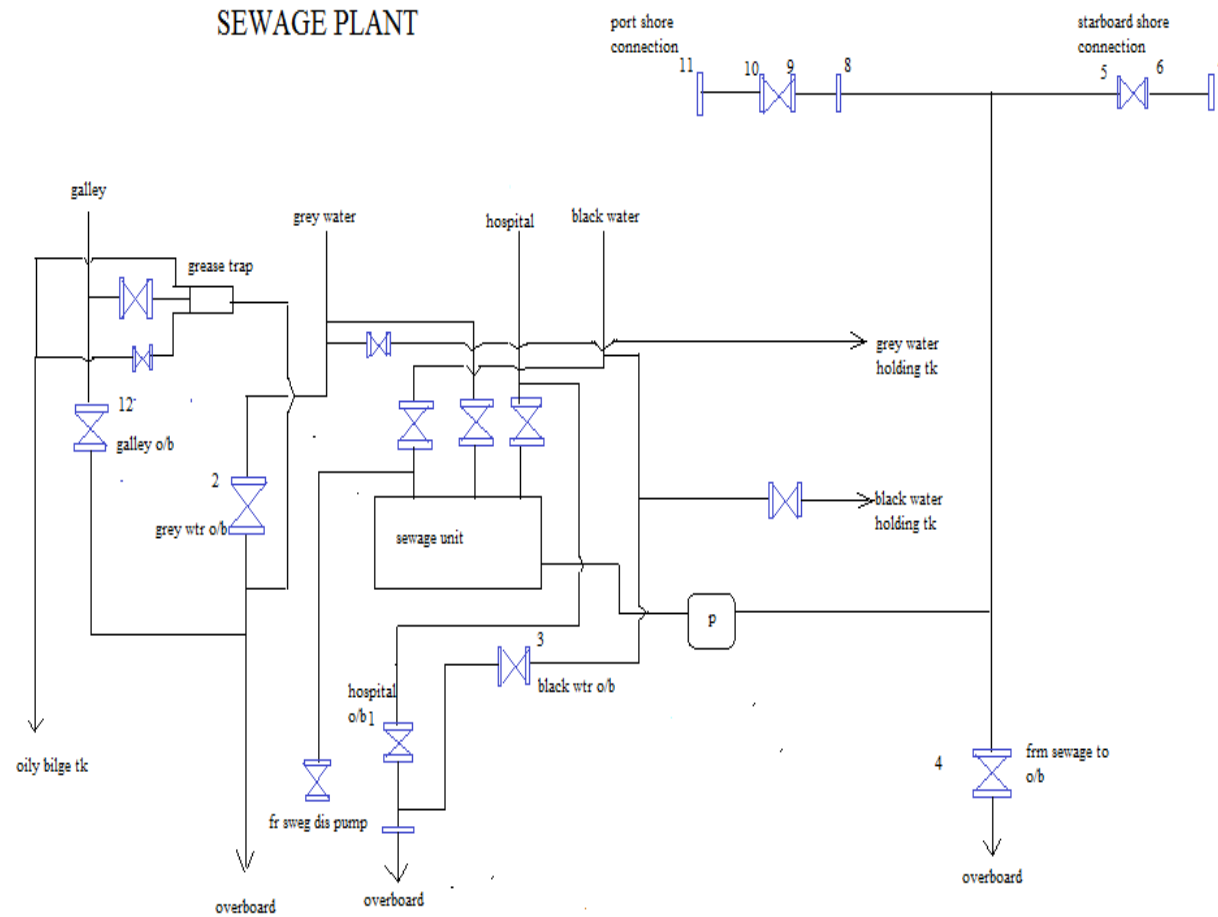 SEWAGE PLANT
port shore
connection
starboard shore
connection
11
10
9
8
5
6
galley
grey water
hospital
black water
grease trap
grey water
holding tk
12
galley o/b
2
grey wtr o/b
sewage unit
black water
holding tk
p
3
black wtr o/b
hospital
o/b1
oily bilge tk
fr sweg dis pump
4
frm sewage to
o/b
overboard
overboard
overboard